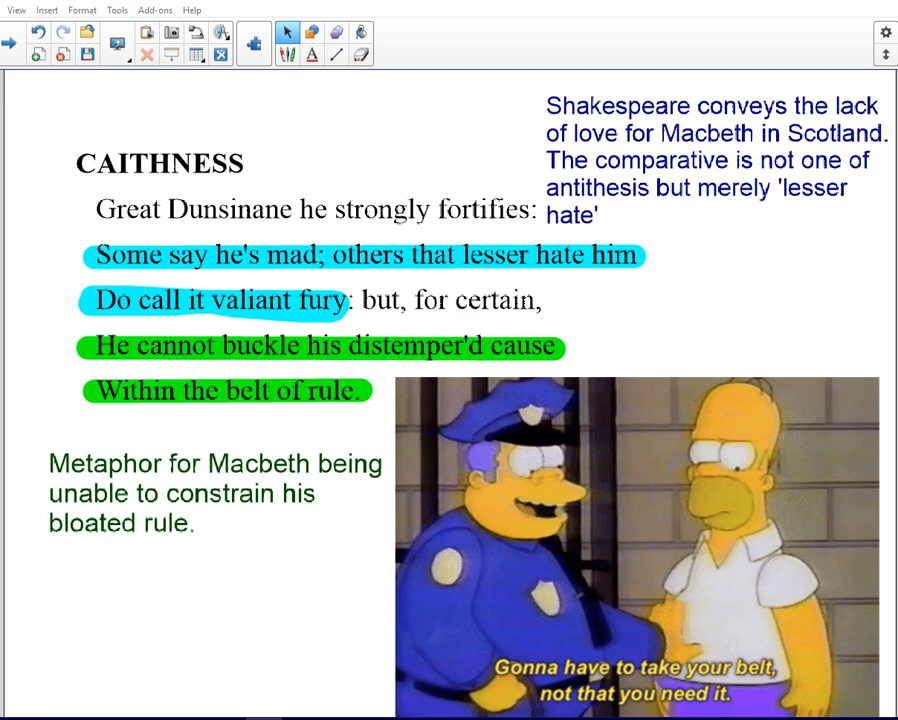 View Insert Format Tools Add-ons Help
Shakespeare conveys the lack
of love for Macbeth in Scotland.
The comparative is not one of
antithesis but merely 'lesser
hate'
CAITHNESS
Great Dunsinane he strongly fortifies:
Some say he's mad; others that lesser hate him
Do call it valiant fury: but, for certain,
He cannot buckle his distemper'd cause
Within the belt of rule.
Metaphor for Macbeth being
unable to constrain his
bloated rule.
Gonna have to take your belt,
not that you need it.